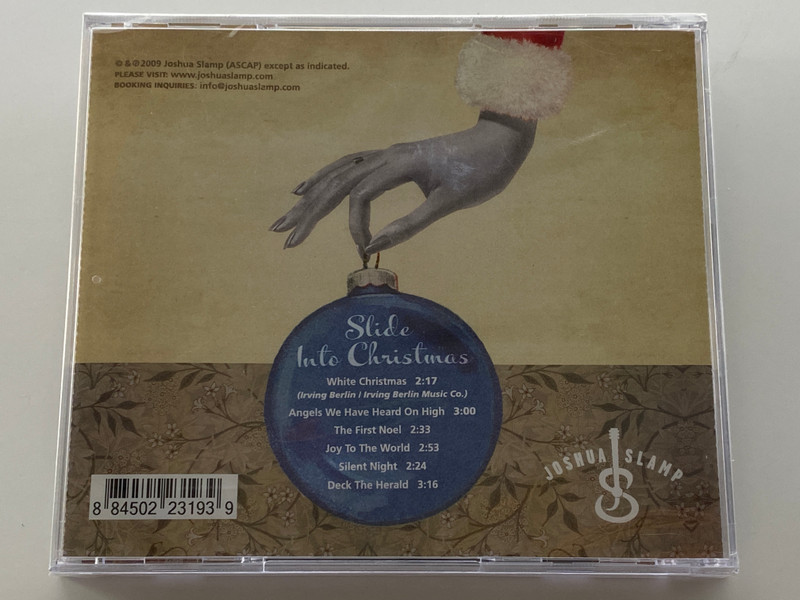 © & ℗ 2009 Joshua Slamp (ASCAP) except as indicated.
PLEASE VISIT: www.joshuaslamp.com
BOOKING INQUIRIES: info@joshuaslamp.com
Slide
Into Christmas
White Christmas 2:17
(Irving Berlin / Irving Berlin Music Co.)
Angels We Have Heard On High 3:00
The First Noel 2:33
Joy To The World 2:53
Silent Night 2:24
Deck The Herald 3:16
JOSHUA SLAMP
8 84502 23193 9